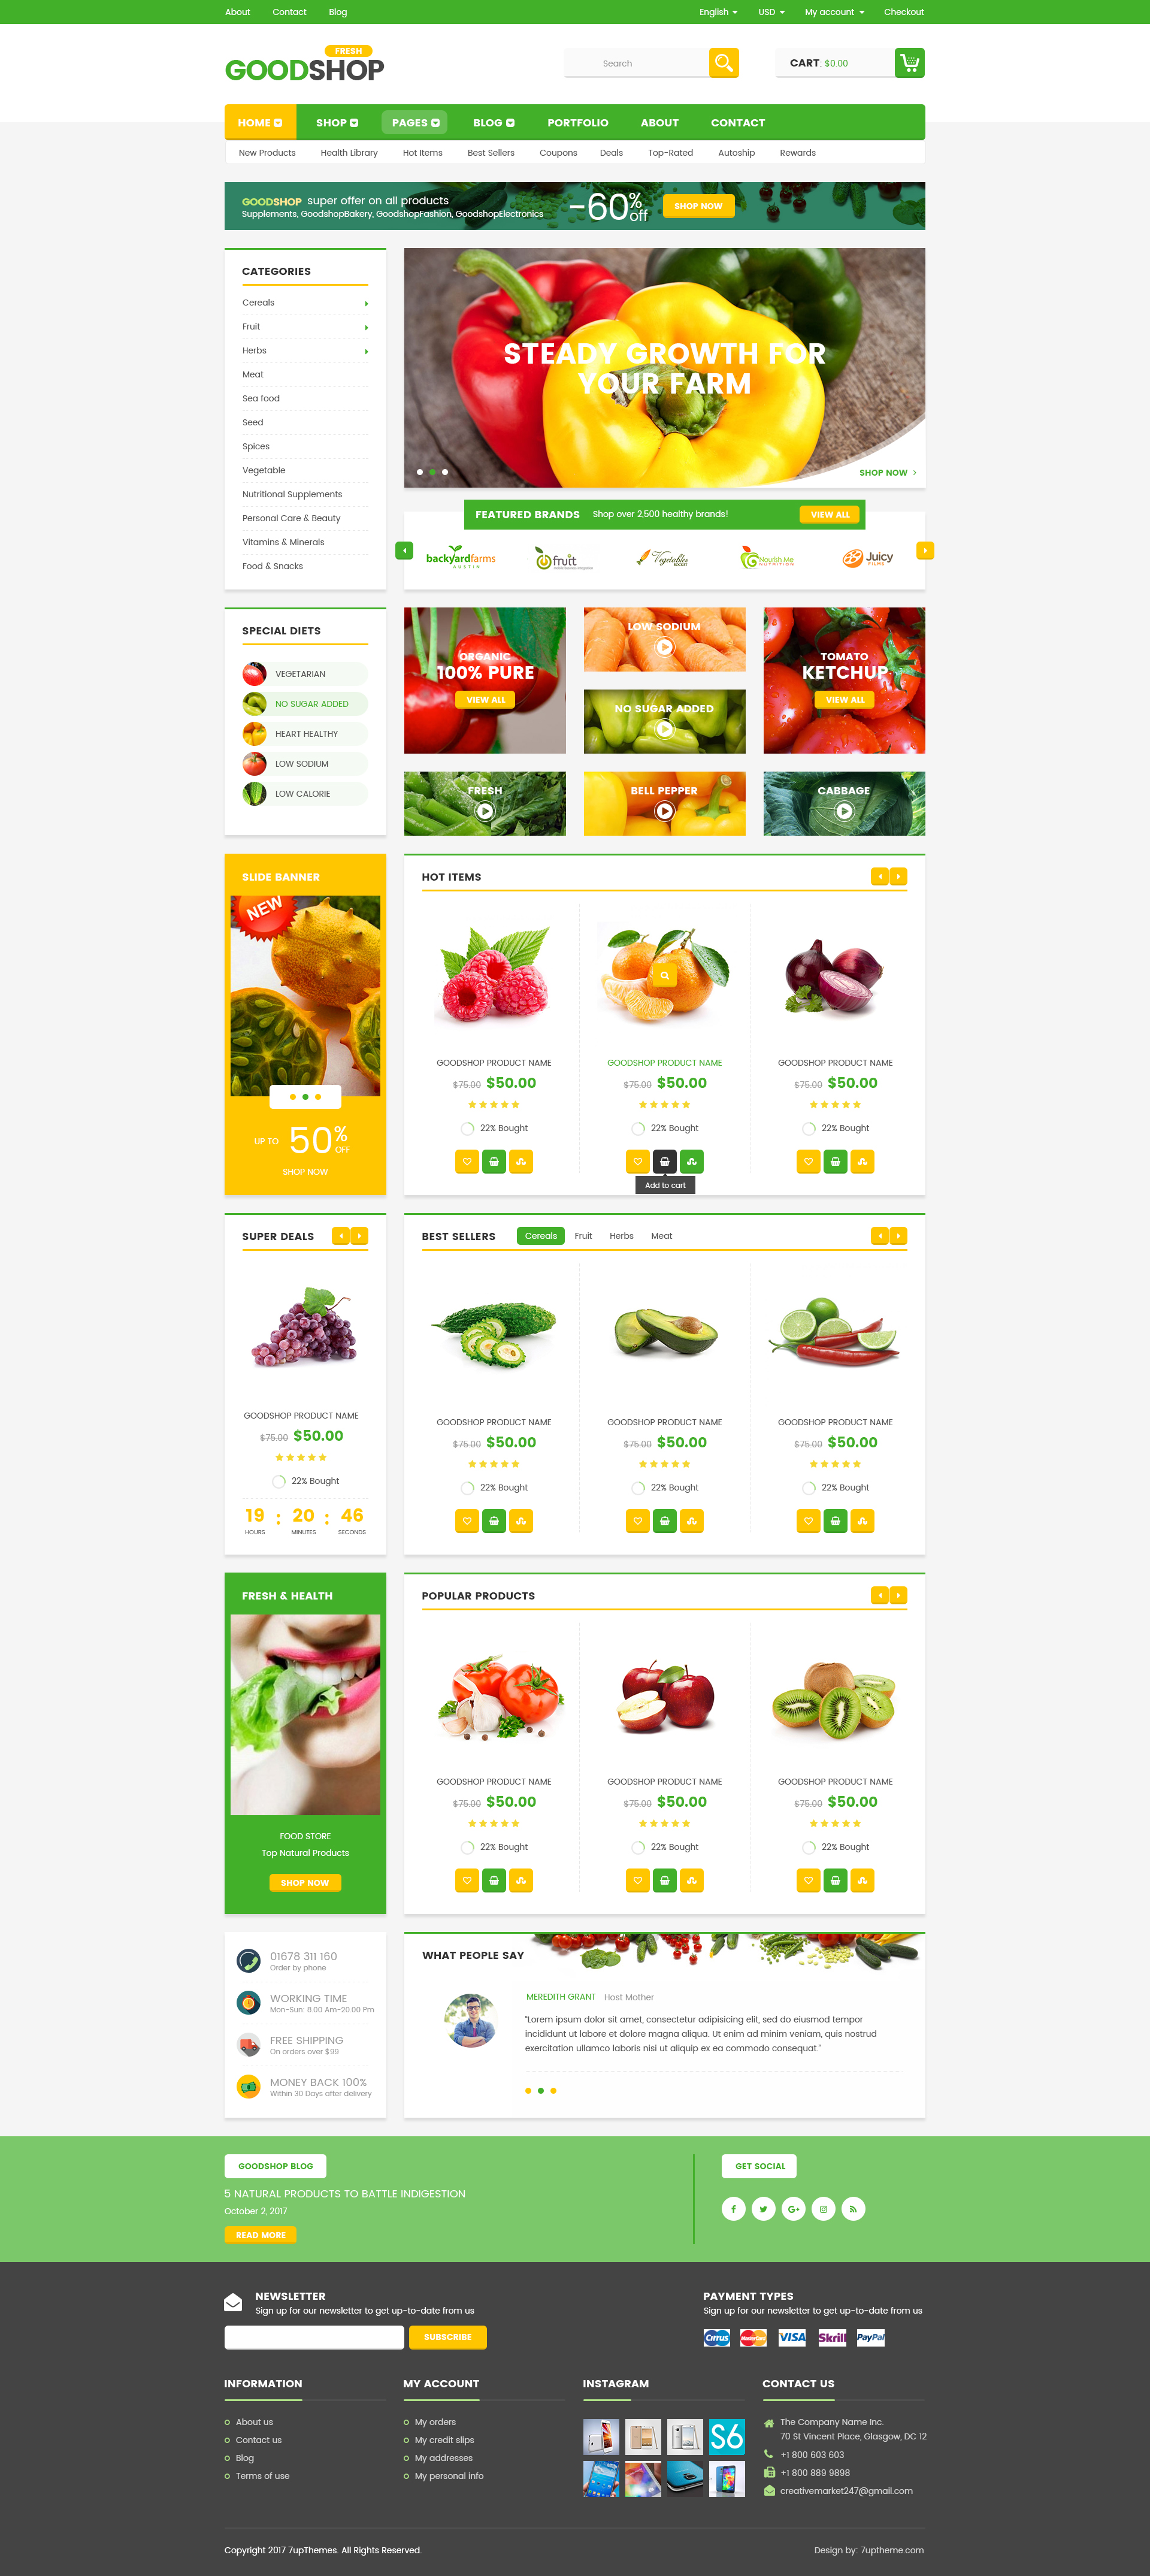 About Contact Blog English USD My account Checkout
FRESH
GOODSHOP
Search
CART: $0.00
HOME SHOP PAGES BLOG PORTFOLIO ABOUT CONTACT
New Products Health Library Hot Items Best Sellers Coupons Deals Top-Rated Autoship Rewards
GOODSHOP super offer on all products
Supplements, GoodshopBakery, GoodshopFashion, GoodshopElectronics
-60% off
SHOP NOW
CATEGORIES
Cereals
Fruit
Herbs
Meat
Sea food
Seed
Spices
Vegetable
Nutritional Supplements
Personal Care & Beauty
Vitamins & Minerals
Food & Snacks
STEADY GROWTH FOR
YOUR FARM
SHOP NOW
FEATURED BRANDS Shop over 2,500 healthy brands! VIEW ALL
backyardfarms
AUSTIN
fruit
Vegetables
Nourish Me
NUTRITION
Juicy
FILMS
SPECIAL DIETS
VEGETARIAN
NO SUGAR ADDED
HEART HEALTHY
LOW SODIUM
LOW CALORIE
ORGANIC
100% PURE
VIEW ALL
LOW SODIUM
NO SUGAR ADDED
TOMATO
KETCHUP
VIEW ALL
FRESH
BELL PEPPER
CABBAGE
SLIDE BANNER
NEW
UP TO 50% OFF
SHOP NOW
HOT ITEMS
GOODSHOP PRODUCT NAME GOODSHOP PRODUCT NAME GOODSHOP PRODUCT NAME
$75.00 $50.00 $75.00 $50.00 $75.00 $50.00
22% Bought 22% Bought 22% Bought
Add to cart
SUPER DEALS
GOODSHOP PRODUCT NAME
$75.00 $50.00
22% Bought
19 : 20 : 46
HOURS MINUTES SECONDS
BEST SELLERS Cereals Fruit Herbs Meat
GOODSHOP PRODUCT NAME GOODSHOP PRODUCT NAME GOODSHOP PRODUCT NAME
$75.00 $50.00 $75.00 $50.00 $75.00 $50.00
22% Bought 22% Bought 22% Bought
FRESH & HEALTH
FOOD STORE
Top Natural Products
SHOP NOW
POPULAR PRODUCTS
GOODSHOP PRODUCT NAME GOODSHOP PRODUCT NAME GOODSHOP PRODUCT NAME
$75.00 $50.00 $75.00 $50.00 $75.00 $50.00
22% Bought 22% Bought 22% Bought
01678 311 160
Order by phone
WORKING TIME
Mon-Sun: 8.00 Am-20.00 Pm
FREE SHIPPING
On orders over $99
MONEY BACK 100%
Within 30 Days after delivery
WHAT PEOPLE SAY
MEREDITH GRANT Host Mother
"Lorem ipsum dolor sit amet, consectetur adipisicing elit, sed do eiusmod tempor
incididunt ut labore et dolore magna aliqua. Ut enim ad minim veniam, quis nostrud
exercitation ullamco laboris nisi ut aliquip ex ea commodo consequat."
GOODSHOP BLOG
5 NATURAL PRODUCTS TO BATTLE INDIGESTION
October 2, 2017
READ MORE
GET SOCIAL
NEWSLETTER
Sign up for our newsletter to get up-to-date from us
SUBSCRIBE
PAYMENT TYPES
Sign up for our newsletter to get up-to-date from us
Cirrus MasterCard VISA Skrill PayPal
INFORMATION
About us
Contact us
Blog
Terms of use
MY ACCOUNT
My orders
My credit slips
My addresses
My personal info
INSTAGRAM
S6
CONTACT US
The Company Name Inc.
70 St Vincent Place, Glasgow, DC 12
+1 800 603 603
+1 800 889 9898
creativemarket247@gmail.com
Copyright 2017 7upThemes. All Rights Reserved.
Design by: 7uptheme.com